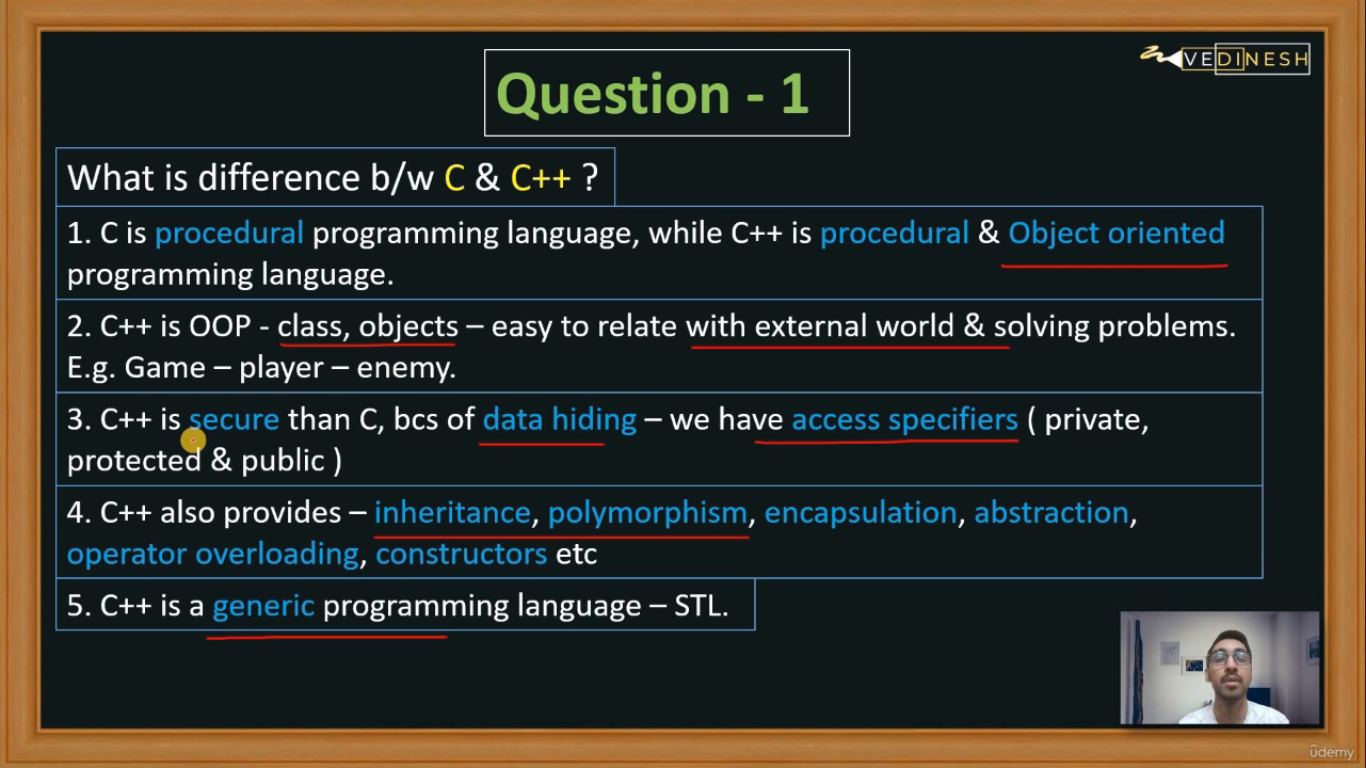 VEDINESH
Question - 1
What is difference b/w C & C++ ?
1. C is procedural programming language, while C++ is procedural & Object oriented
programming language.
2. C++ is OOP - class, objects – easy to relate with external world & solving problems.
E.g. Game – player – enemy.
3. C++ is secure than C, bcs of data hiding – we have access specifiers ( private,
protected & public )
4. C++ also provides – inheritance, polymorphism, encapsulation, abstraction,
operator overloading, constructors etc
5. C++ is a generic programming language – STL.
ûdemy